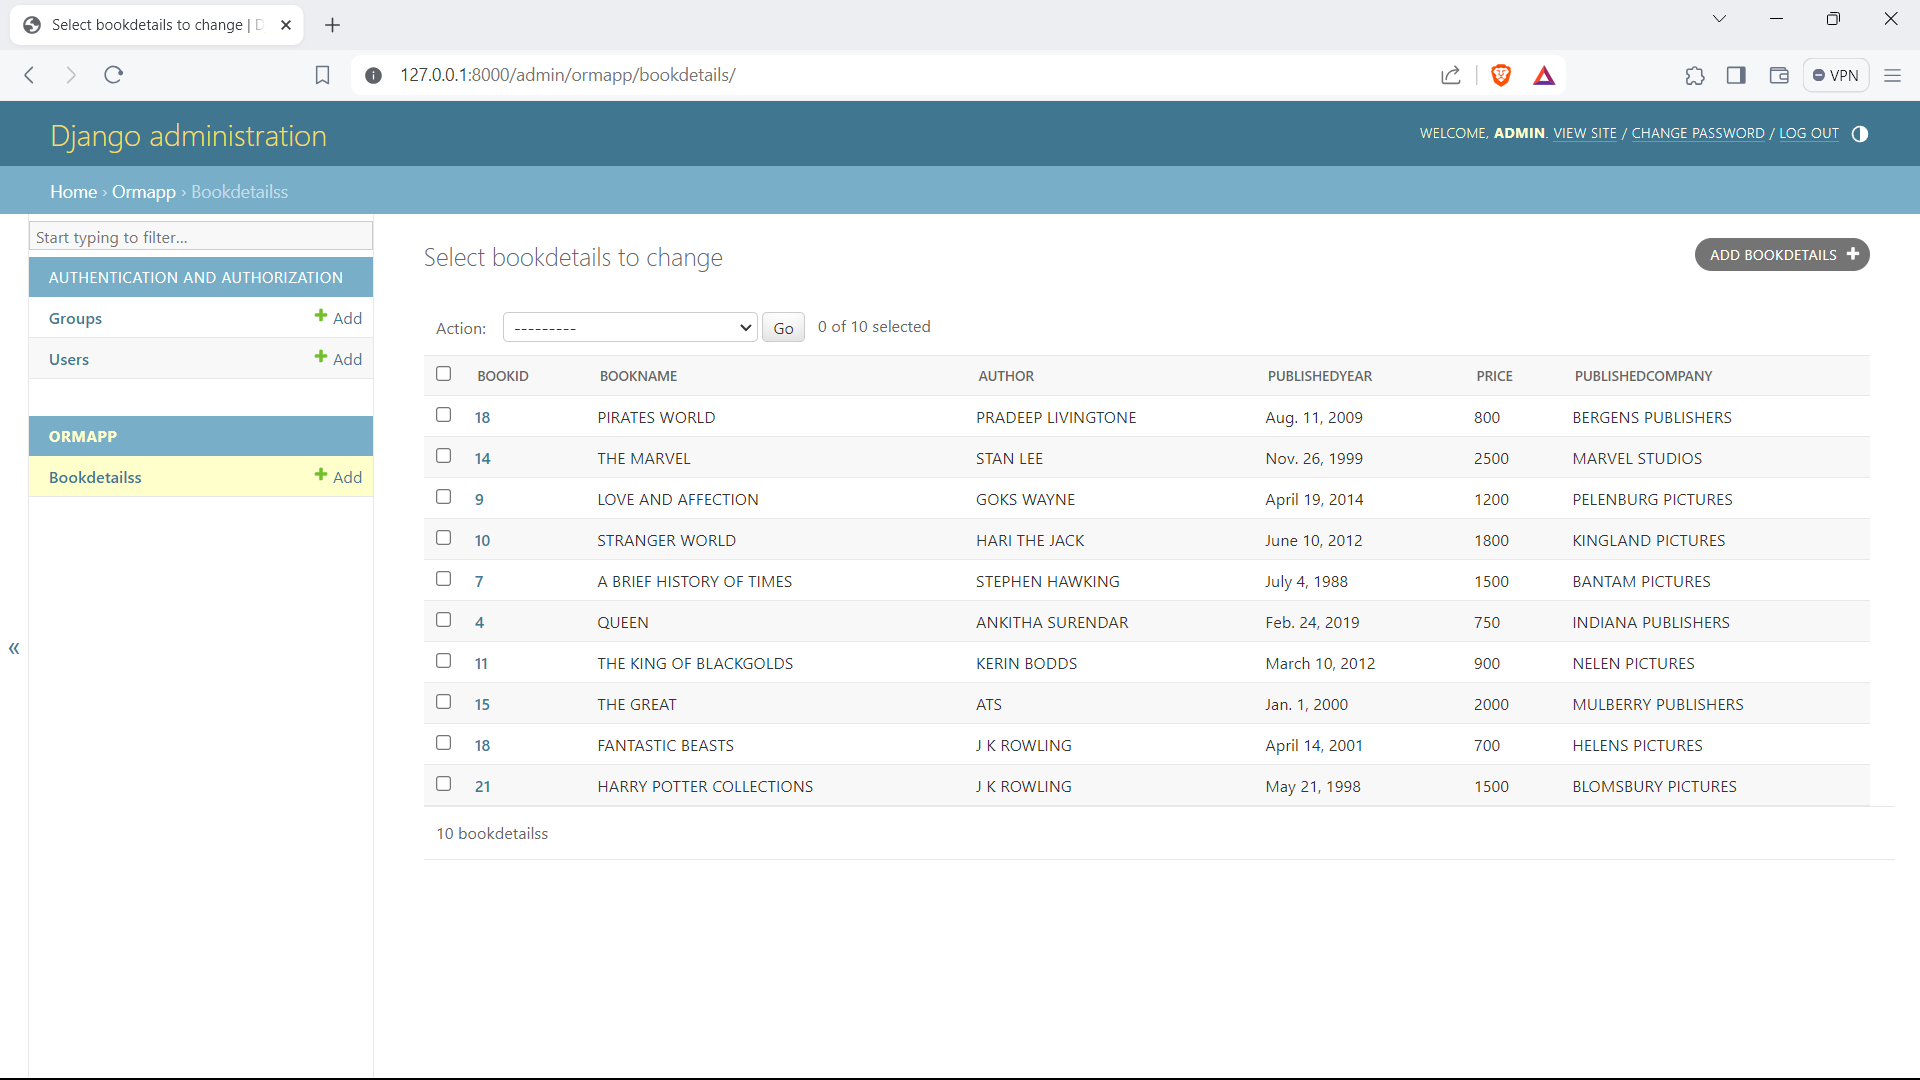 Select bookdetails to change | D
127.0.0.1:8000/admin/ormapp/bookdetails/
VPN
Django administration
WELCOME, ADMIN. VIEW SITE / CHANGE PASSWORD / LOG OUT
Home › Ormapp › Bookdetailss
Start typing to filter...
AUTHENTICATION AND AUTHORIZATION
Groups + Add
Users + Add
ORMAPP
Bookdetailss + Add
«
Select bookdetails to change
ADD BOOKDETAILS +
Action: --------- Go 0 of 10 selected
BOOKID BOOKNAME AUTHOR PUBLISHEDYEAR PRICE PUBLISHEDCOMPANY
18 PIRATES WORLD PRADEEP LIVINGTONE Aug. 11, 2009 800 BERGENS PUBLISHERS
14 THE MARVEL STAN LEE Nov. 26, 1999 2500 MARVEL STUDIOS
9 LOVE AND AFFECTION GOKS WAYNE April 19, 2014 1200 PELENBURG PICTURES
10 STRANGER WORLD HARI THE JACK June 10, 2012 1800 KINGLAND PICTURES
7 A BRIEF HISTORY OF TIMES STEPHEN HAWKING July 4, 1988 1500 BANTAM PICTURES
4 QUEEN ANKITHA SURENDAR Feb. 24, 2019 750 INDIANA PUBLISHERS
11 THE KING OF BLACKGOLDS KERIN BODDS March 10, 2012 900 NELEN PICTURES
15 THE GREAT ATS Jan. 1, 2000 2000 MULBERRY PUBLISHERS
18 FANTASTIC BEASTS J K ROWLING April 14, 2001 700 HELENS PICTURES
21 HARRY POTTER COLLECTIONS J K ROWLING May 21, 1998 1500 BLOMSBURY PICTURES
10 bookdetailss